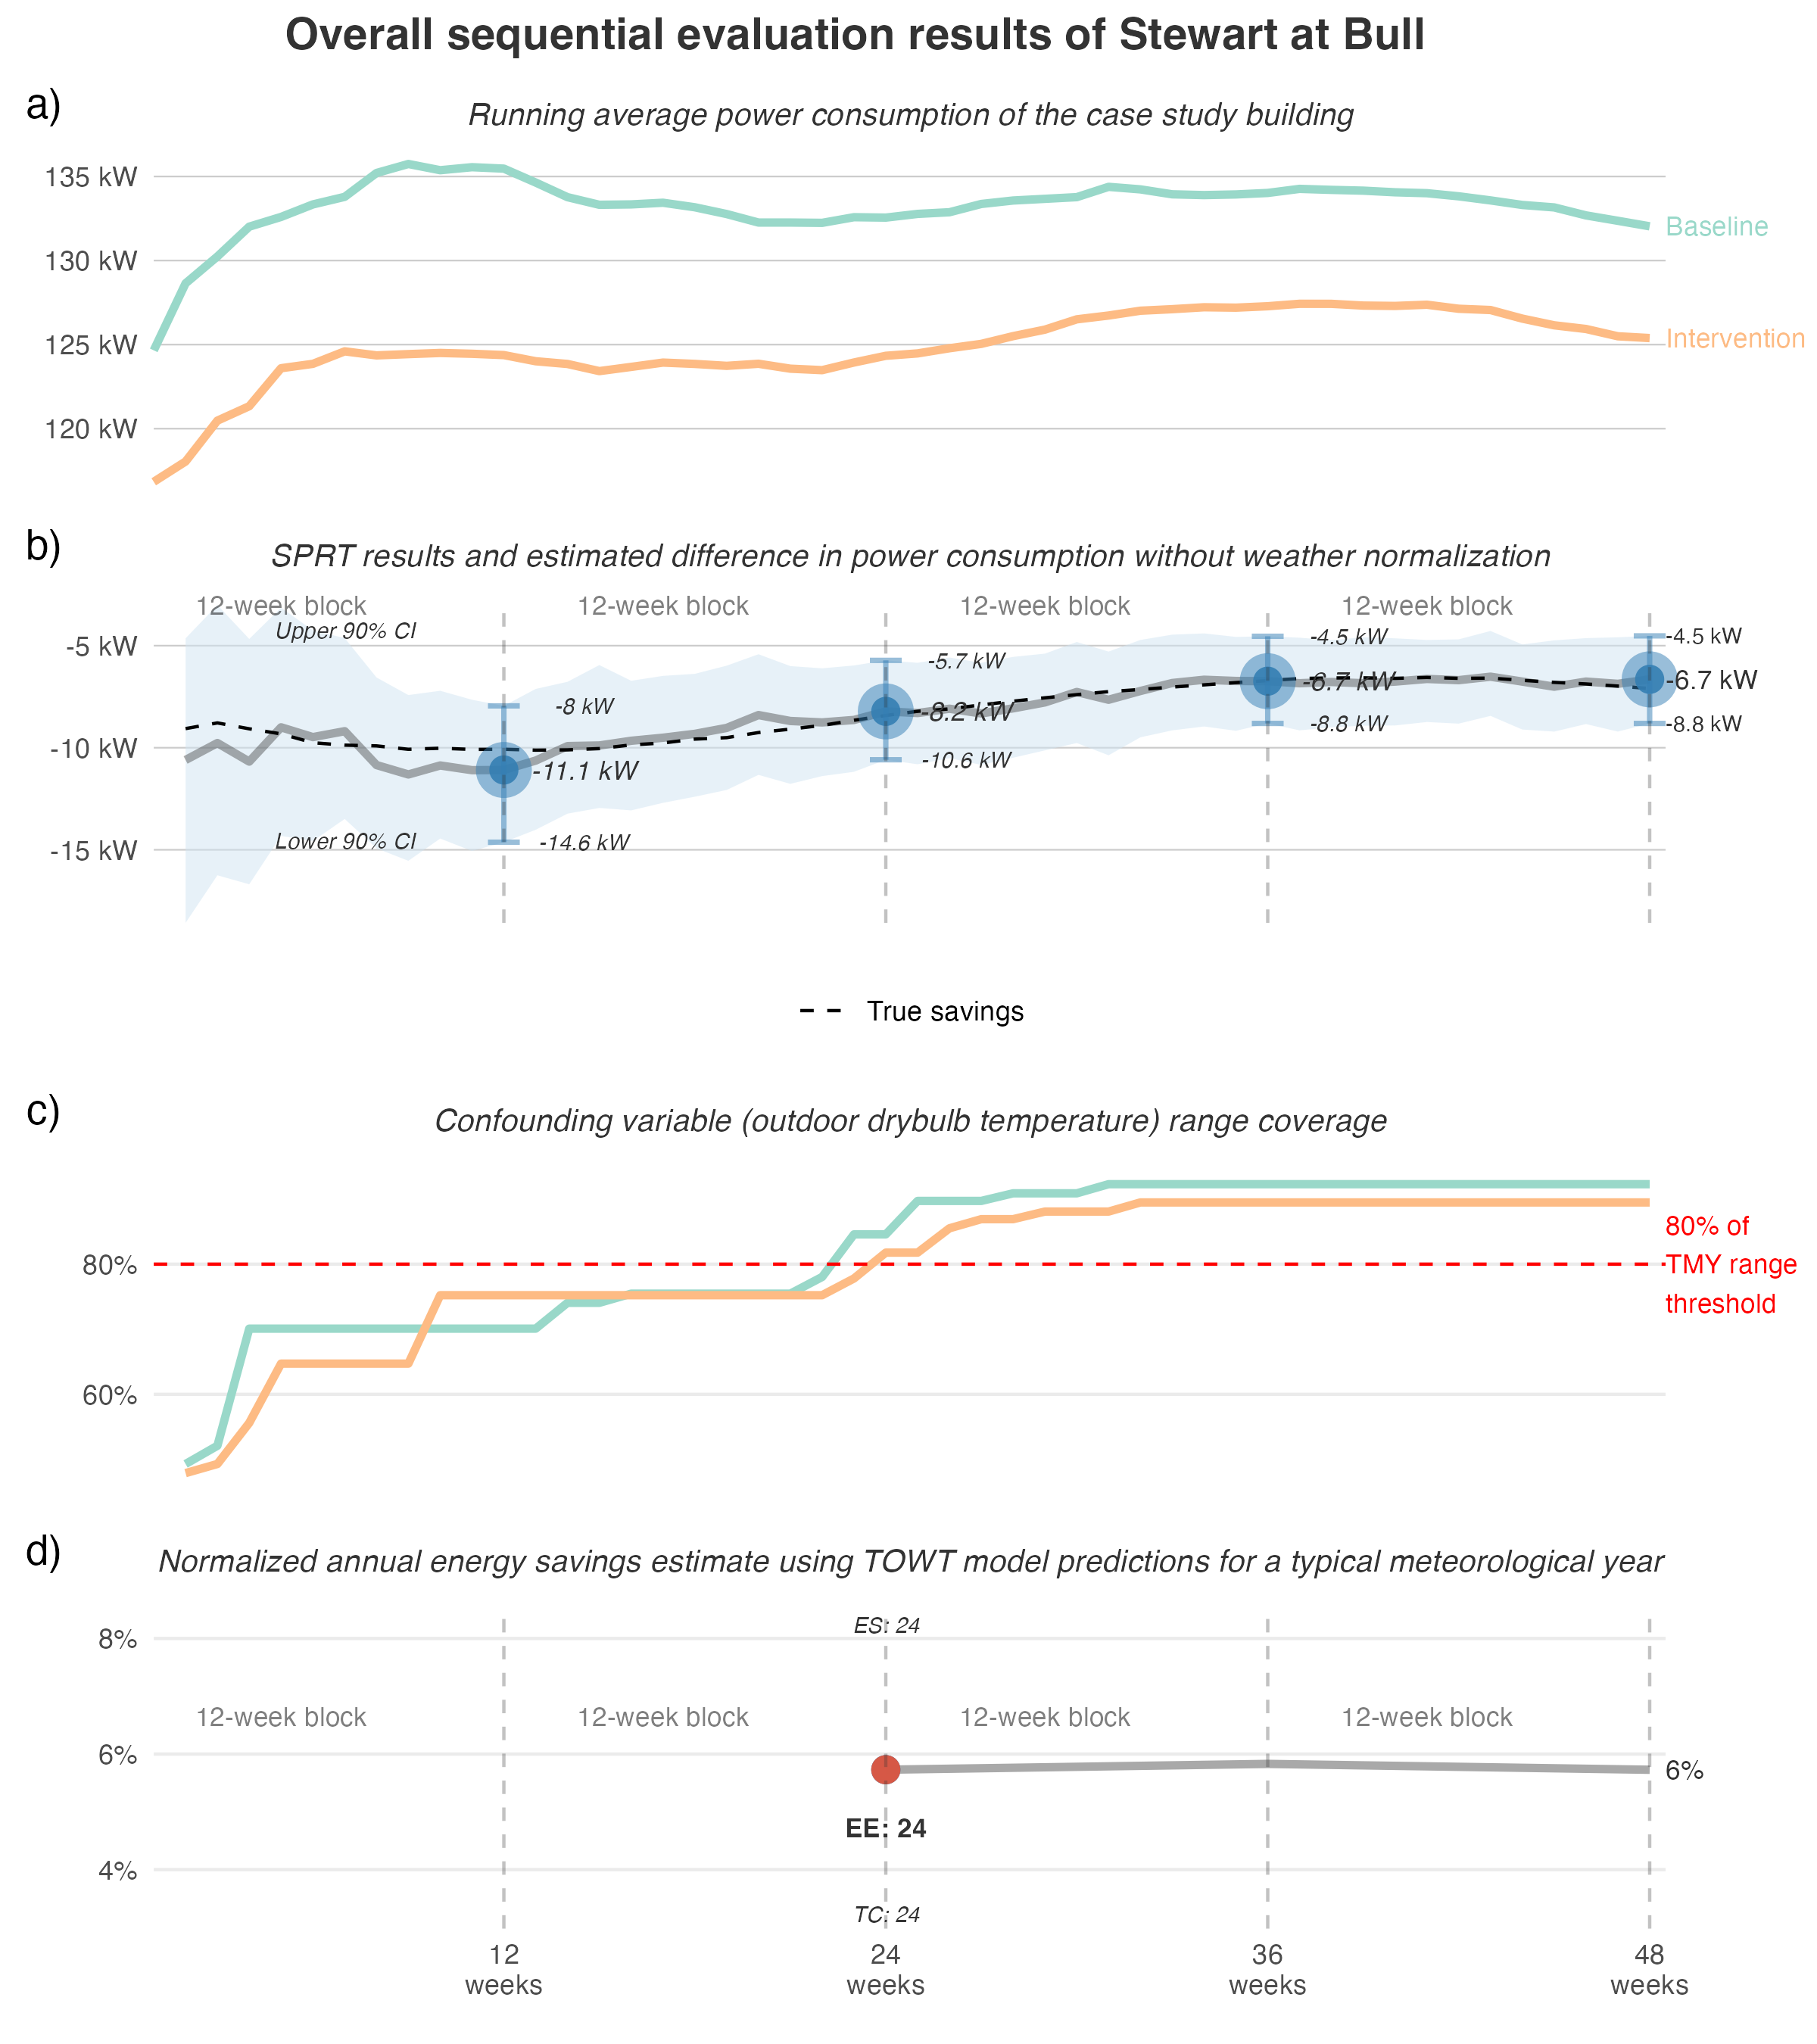 Overall sequential evaluation results of Stewart at Bull
a)
Running average power consumption of the case study building
135 kW
130 kW
125 kW
120 kW
Baseline
Intervention
b)
SPRT results and estimated difference in power consumption without weather normalization
12-week block 12-week block 12-week block 12-week block
Upper 90% CI
Lower 90% CI
-5 kW
-10 kW
-15 kW
-8 kW
-11.1 kW
-14.6 kW
-5.7 kW
-8.2 kW
-10.6 kW
-4.5 kW
-6.7 kW
-8.8 kW
-4.5 kW
-6.7 kW
-8.8 kW
True savings
c)
Confounding variable (outdoor drybulb temperature) range coverage
80%
60%
80% of
TMY range
threshold
d)
Normalized annual energy savings estimate using TOWT model predictions for a typical meteorological year
8%
6%
4%
ES: 24
12-week block 12-week block 12-week block 12-week block
6%
EE: 24
TC: 24
12 24 36 48
weeks weeks weeks weeks